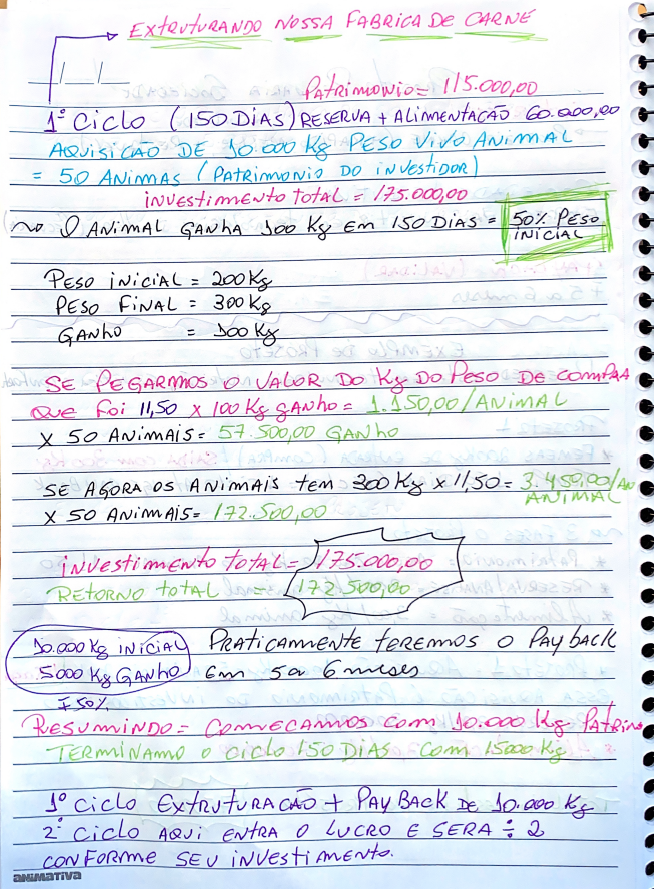 EXTRUTURANDO NOSSA FABRICA DE CARNE
PATRIMONIO = 115.000,00
1º CICLO (150 DIAS) RESERVA + ALIMENTACÃO 60.000,00
AQUISICÃO DE 10.000 Kg PESO VIVO ANIMAL
= 50 ANIMAS (PATRIMONIO DO INVESTIDOR)
INVESTIMENTO TOTAL = 175.000,00
O ANIMAL GANHA 100 Kg EM 150 DIAS = 50% PESO INICIAL
PESO INICIAL = 200 Kg
PESO FINAL = 300 Kg
GANHO = 100 Kg
SE PEGARMOS O VALOR DO Kg DO PESO DE COMPRA
QUE FOI 11,50 X 100 Kg GANHO = 1.150,00/ANIMAL
X 50 ANIMAIS = 57.500,00 GANHO
SE AGORA OS ANIMAIS TEM 300 Kg X 11,50 = 3.450,00/AN
ANIMAL
X 50 ANIMAIS = 172.500,00
INVESTIMENTO TOTAL = 175.000,00
RETORNO TOTAL = 172.500,00
10.000 Kg INICIAL PRATICAMENTE TEREMOS O PAYBACK
5000 Kg GANHO EM 5 a 6 MESES
+ 50%
RESUMINDO = COMECAMOS COM 10.000 Kg PATRIMO
TERMINAMO O CICLO 150 DIAS COM 15000 Kg
1º CICLO EXTRUTURACÃO + PAYBACK DE 10.000 Kg
2º CICLO AQUI ENTRA O LUCRO E SERA ÷ 2
CONFORME SEU INVESTIMENTO.
ANIMATIVA